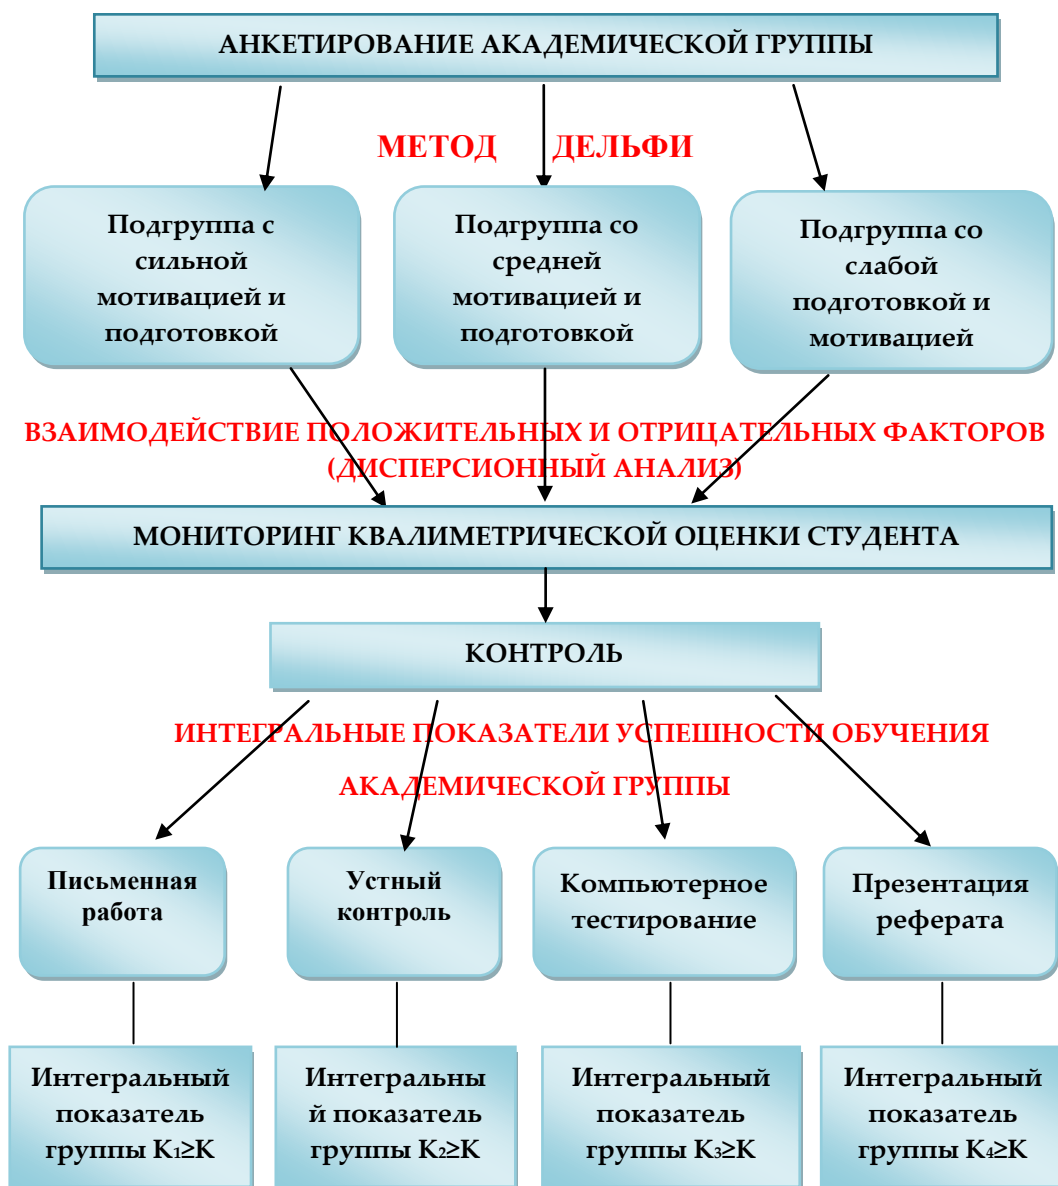 АНКЕТИРОВАНИЕ АКАДЕМИЧЕСКОЙ ГРУППЫ
МЕТОД ДЕЛЬФИ
Подгруппа с
сильной
мотивацией и
подготовкой
Подгруппа со
средней
мотивацией и
подготовкой
Подгруппа со
слабой
подготовкой и
мотивацией
ВЗАИМОДЕЙСТВИЕ ПОЛОЖИТЕЛЬНЫХ И ОТРИЦАТЕЛЬНЫХ ФАКТОРОВ
(ДИСПЕРСИОННЫЙ АНАЛИЗ)
МОНИТОРИНГ КВАЛИМЕТРИЧЕСКОЙ ОЦЕНКИ СТУДЕНТА
КОНТРОЛЬ
ИНТЕГРАЛЬНЫЕ ПОКАЗАТЕЛИ УСПЕШНОСТИ ОБУЧЕНИЯ
АКАДЕМИЧЕСКОЙ ГРУППЫ
Письменная
работа
Устный
контроль
Компьютерное
тестирование
Презентация
реферата
Интегральный
показатель
группы K₁≥K
Интегральны
й показатель
группы K₂≥K
Интегральный
показатель
группы K₃≥K
Интегральный
показатель
группы K₄≥K